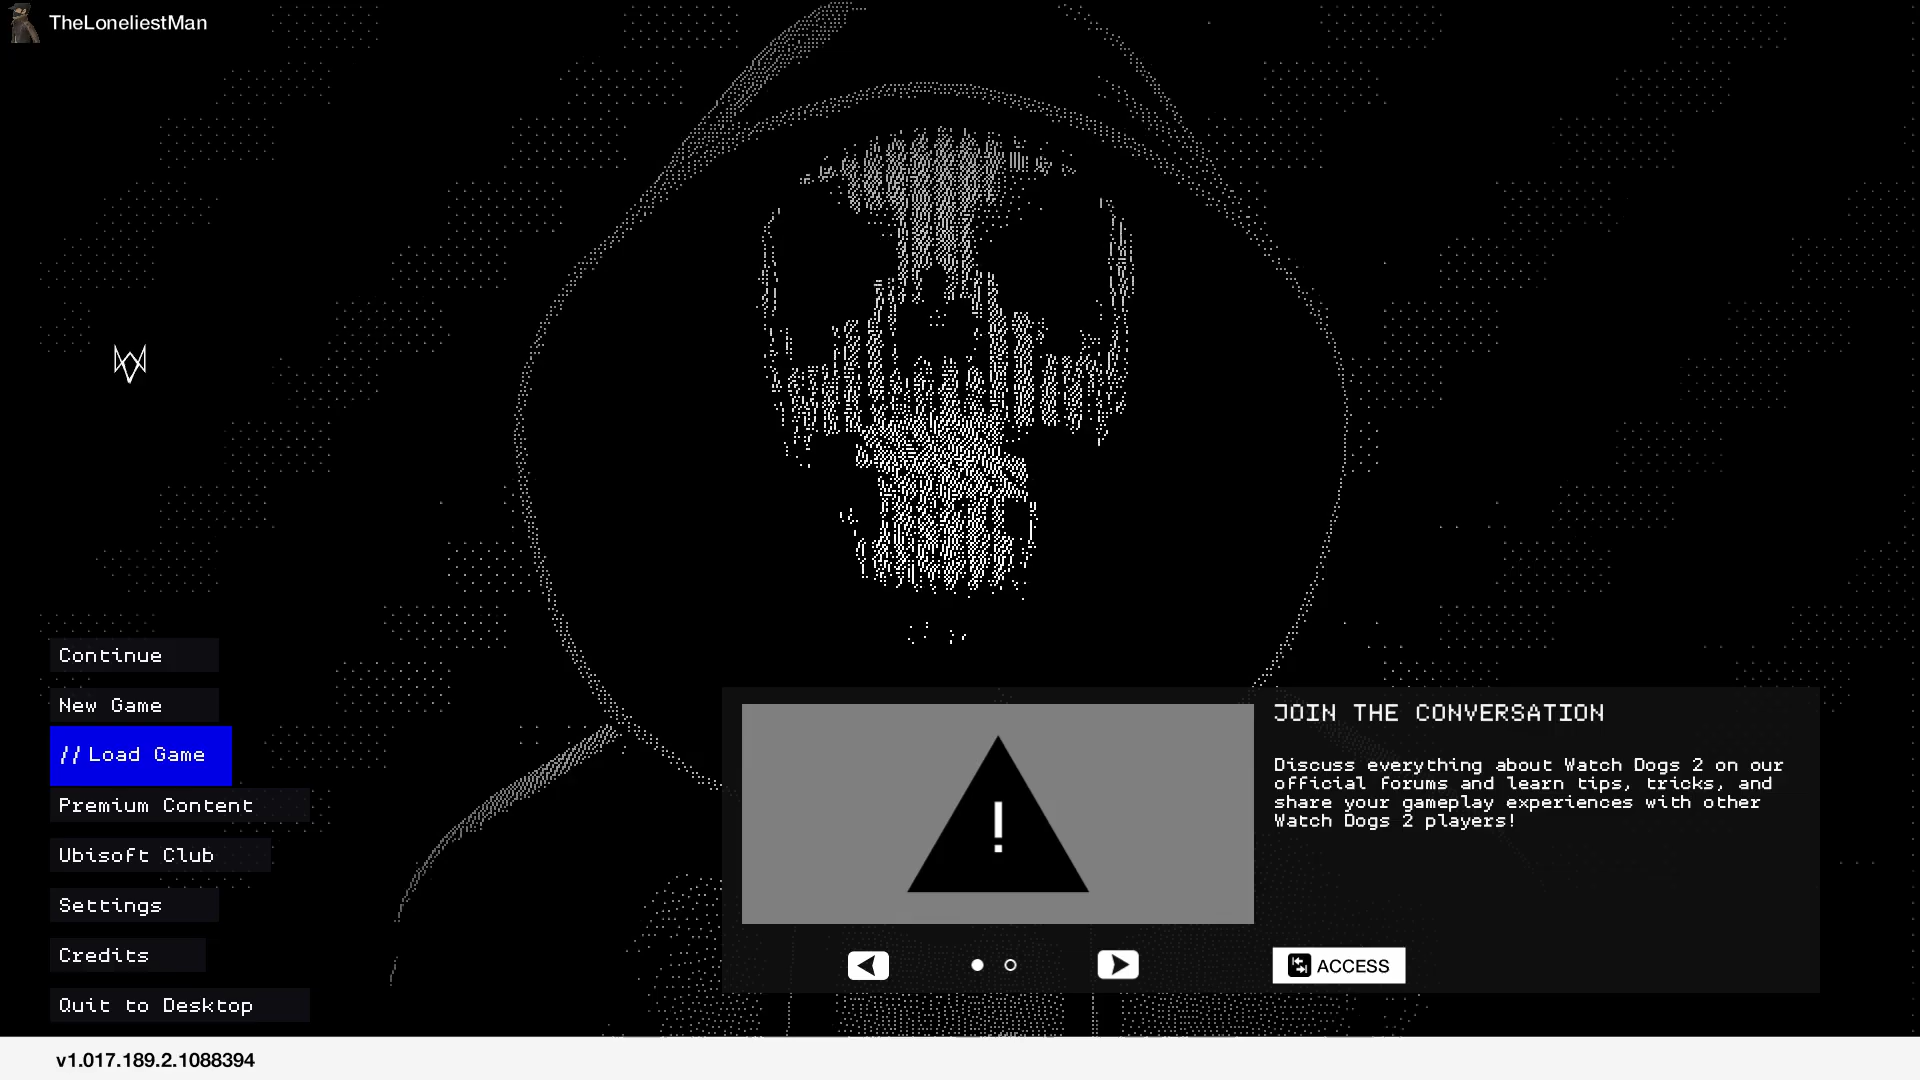 TheLoneliestMan
Continue
New Game
// Load Game
Premium Content
Ubisoft Club
Settings
Credits
Quit to Desktop
!
JOIN THE CONVERSATION
Discuss everything about Watch Dogs 2 on our
official forums and learn tips, tricks, and
share your gameplay experiences with other
Watch Dogs 2 players!
ACCESS
v1.017.189.2.1088394